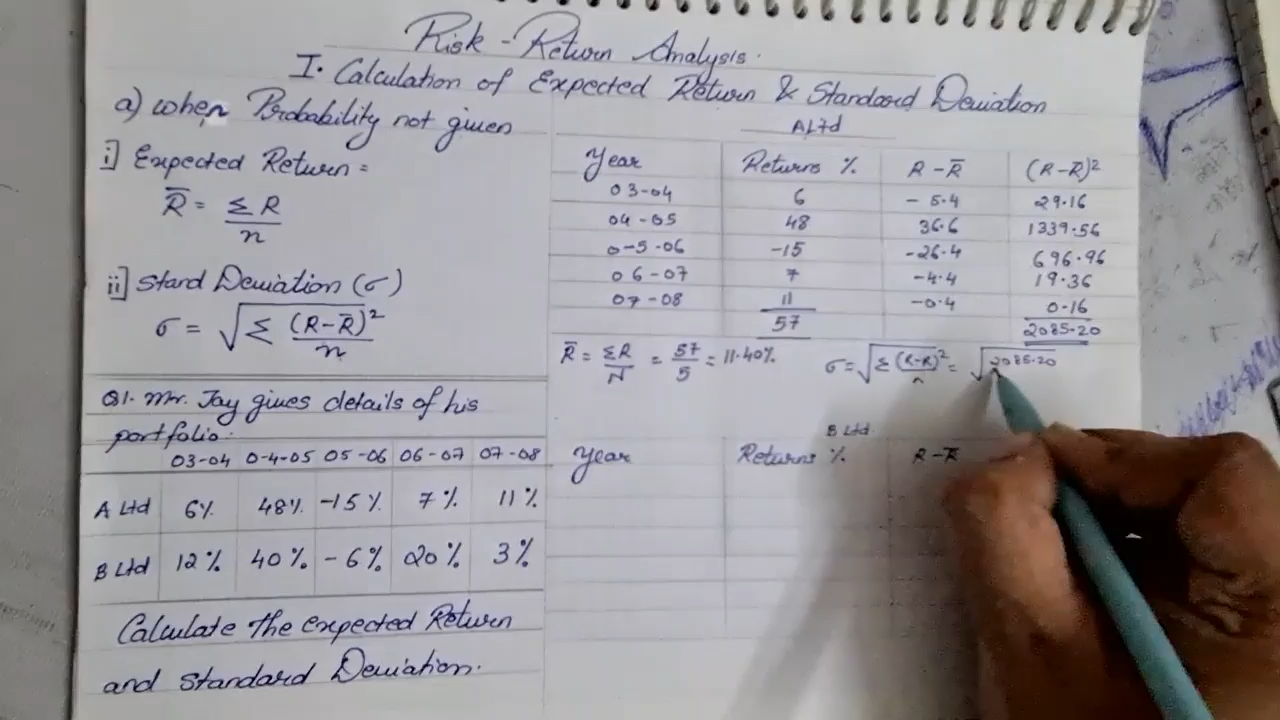 Risk - Return Analysis.
I. Calculation of Expected Return & Standard Deviation
a) when Probability not given
i] Expected Return =
R̅ = ΣR / n
ii] Stand Deviation (σ)
σ = √Σ (R-R̅)² / n
Q1. Mr. Jay gives details of his
portfolio.
03-04 0-4-05 05-06 06-07 07-08
A Ltd 6% 48% -15% 7% 11%
B Ltd 12% 40% -6% 20% 3%
Calculate the expected Return
and standard Deviation.
A Ltd
Year Returns % R-R̅ (R-R̅)²
03-04 6 -5.4 29.16
04-05 48 36.6 1339.56
0-5-06 -15 -26.4 696.96
06-07 7 -4.4 19.36
07-08 11 -0.4 0.16
57 2085.20
R̅ = ΣR / N = 57 / 5 = 11.40% σ = √Σ (R-R)² / n = √2085.20
B Ltd
Year Returns % R-R̅